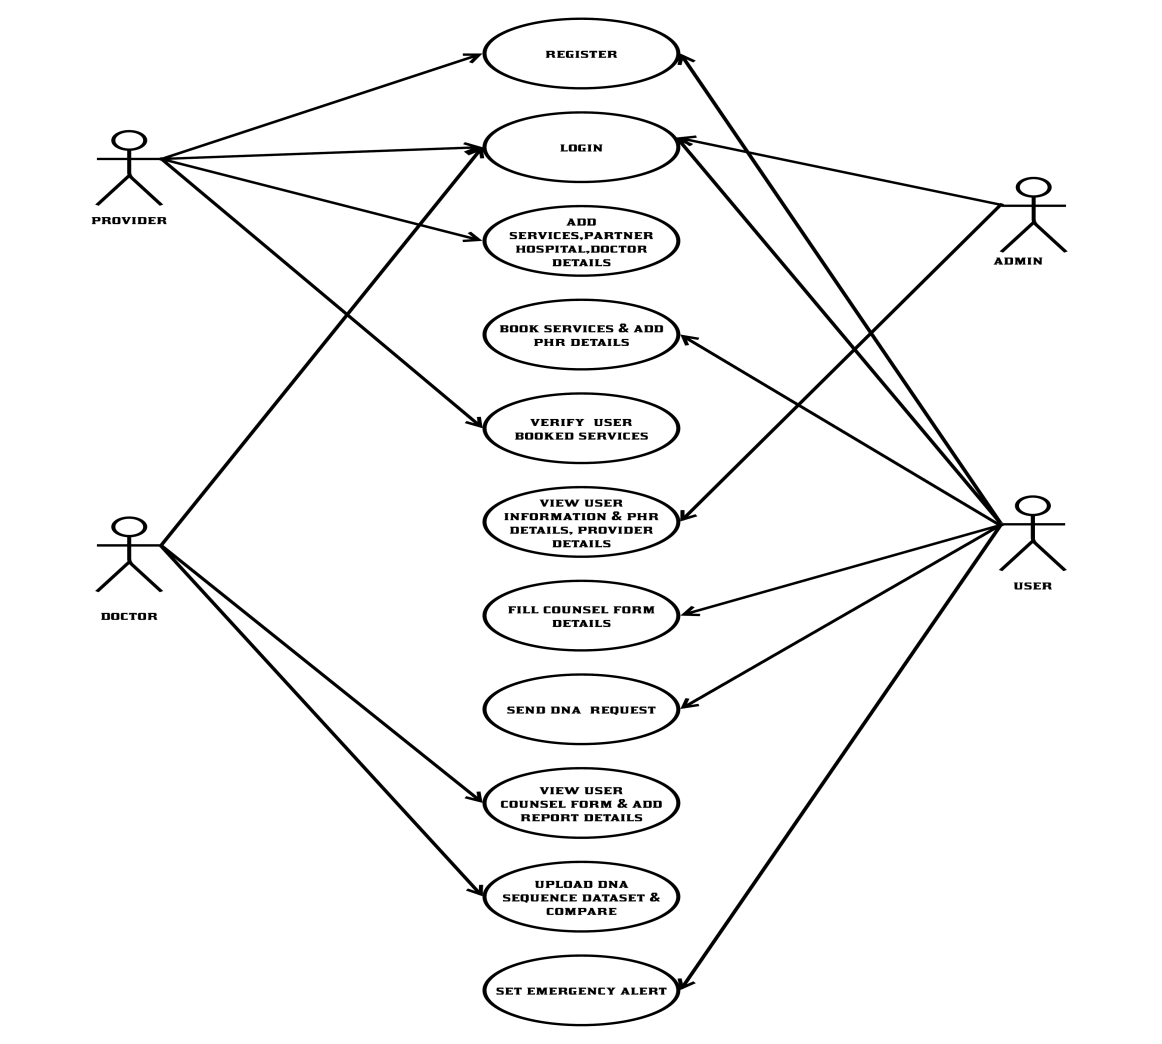 REGISTER
LOGIN
PROVIDER
ADD
SERVICES,PARTNER
HOSPITAL,DOCTOR
DETAILS
ADMIN
BOOK SERVICES & ADD
PHR DETAILS
VERIFY  USER
BOOKED SERVICES
VIEW USER
INFORMATION & PHR
DETAILS, PROVIDER
DETAILS
USER
DOCTOR
FILL COUNSEL FORM
DETAILS
SEND DNA  REQUEST
VIEW USER
COUNSEL FORM & ADD
REPORT DETAILS
UPLOAD DNA
SEQUENCE DATASET &
COMPARE
SET EMERGENCY ALERT